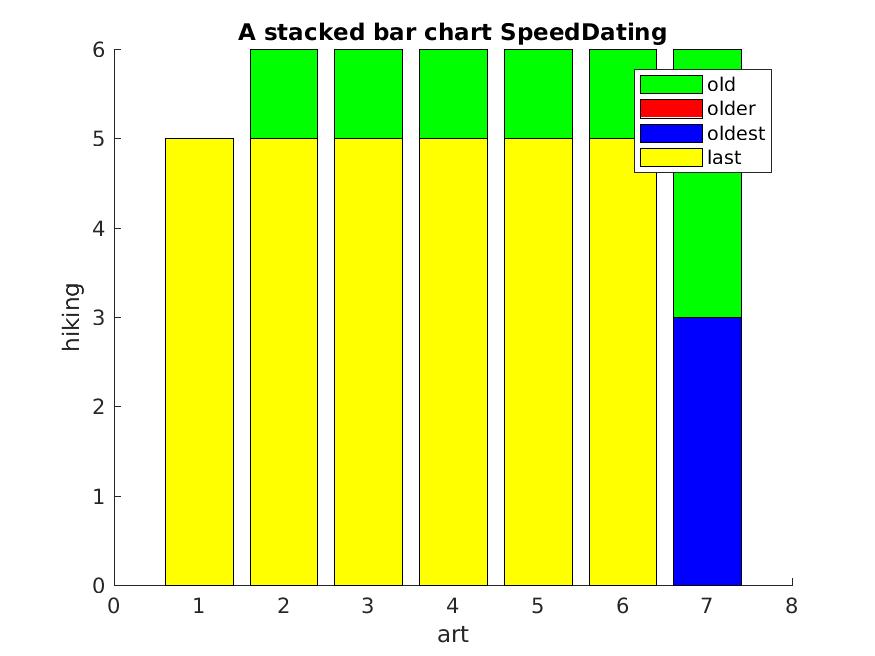 A stacked bar chart SpeedDating
6
5
4
3
2
1
0
hiking
old
older
oldest
last
0 1 2 3 4 5 6 7 8
art